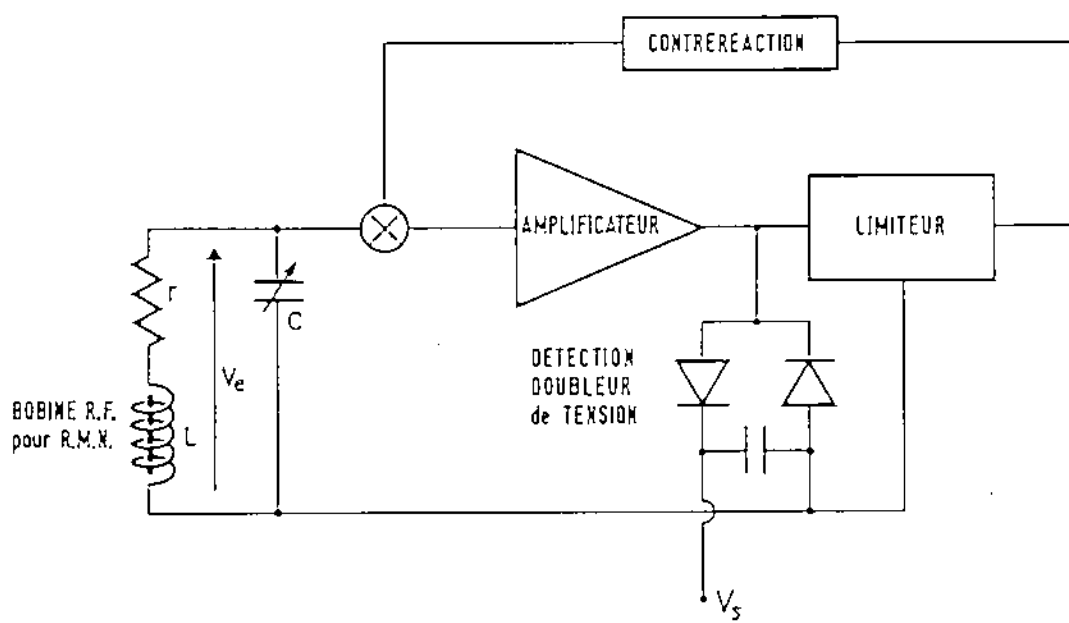 CONTREREACTION
AMPLIFICATEUR
LIMITEUR
r
C
Ve
DETECTION
DOUBLEUR
de TENSION
BOBINE R.F.
pour R.M.N.
L
Vs